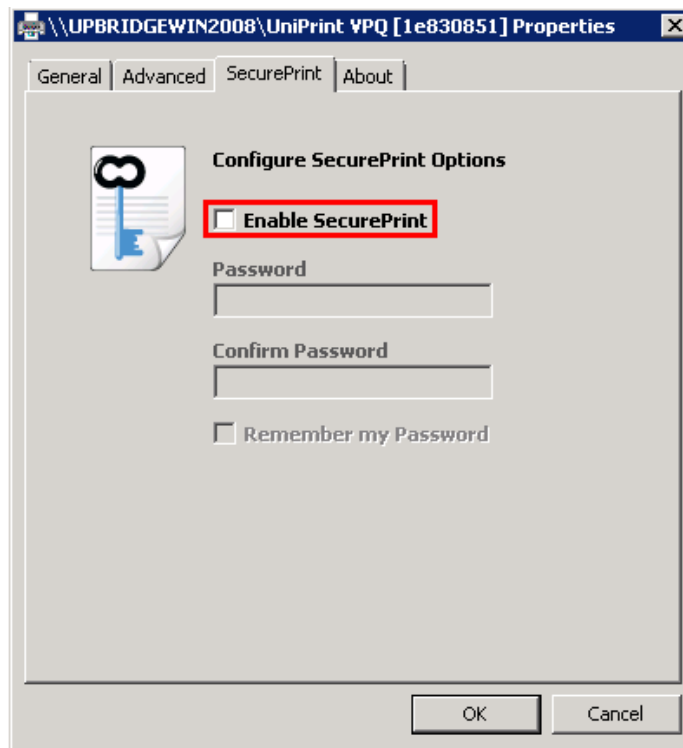 \\UPBRIDGEWIN2008\UniPrint VPQ [1e830851] Properties
General Advanced SecurePrint About
Configure SecurePrint Options
Enable SecurePrint
Password
Confirm Password
Remember my Password
OK Cancel